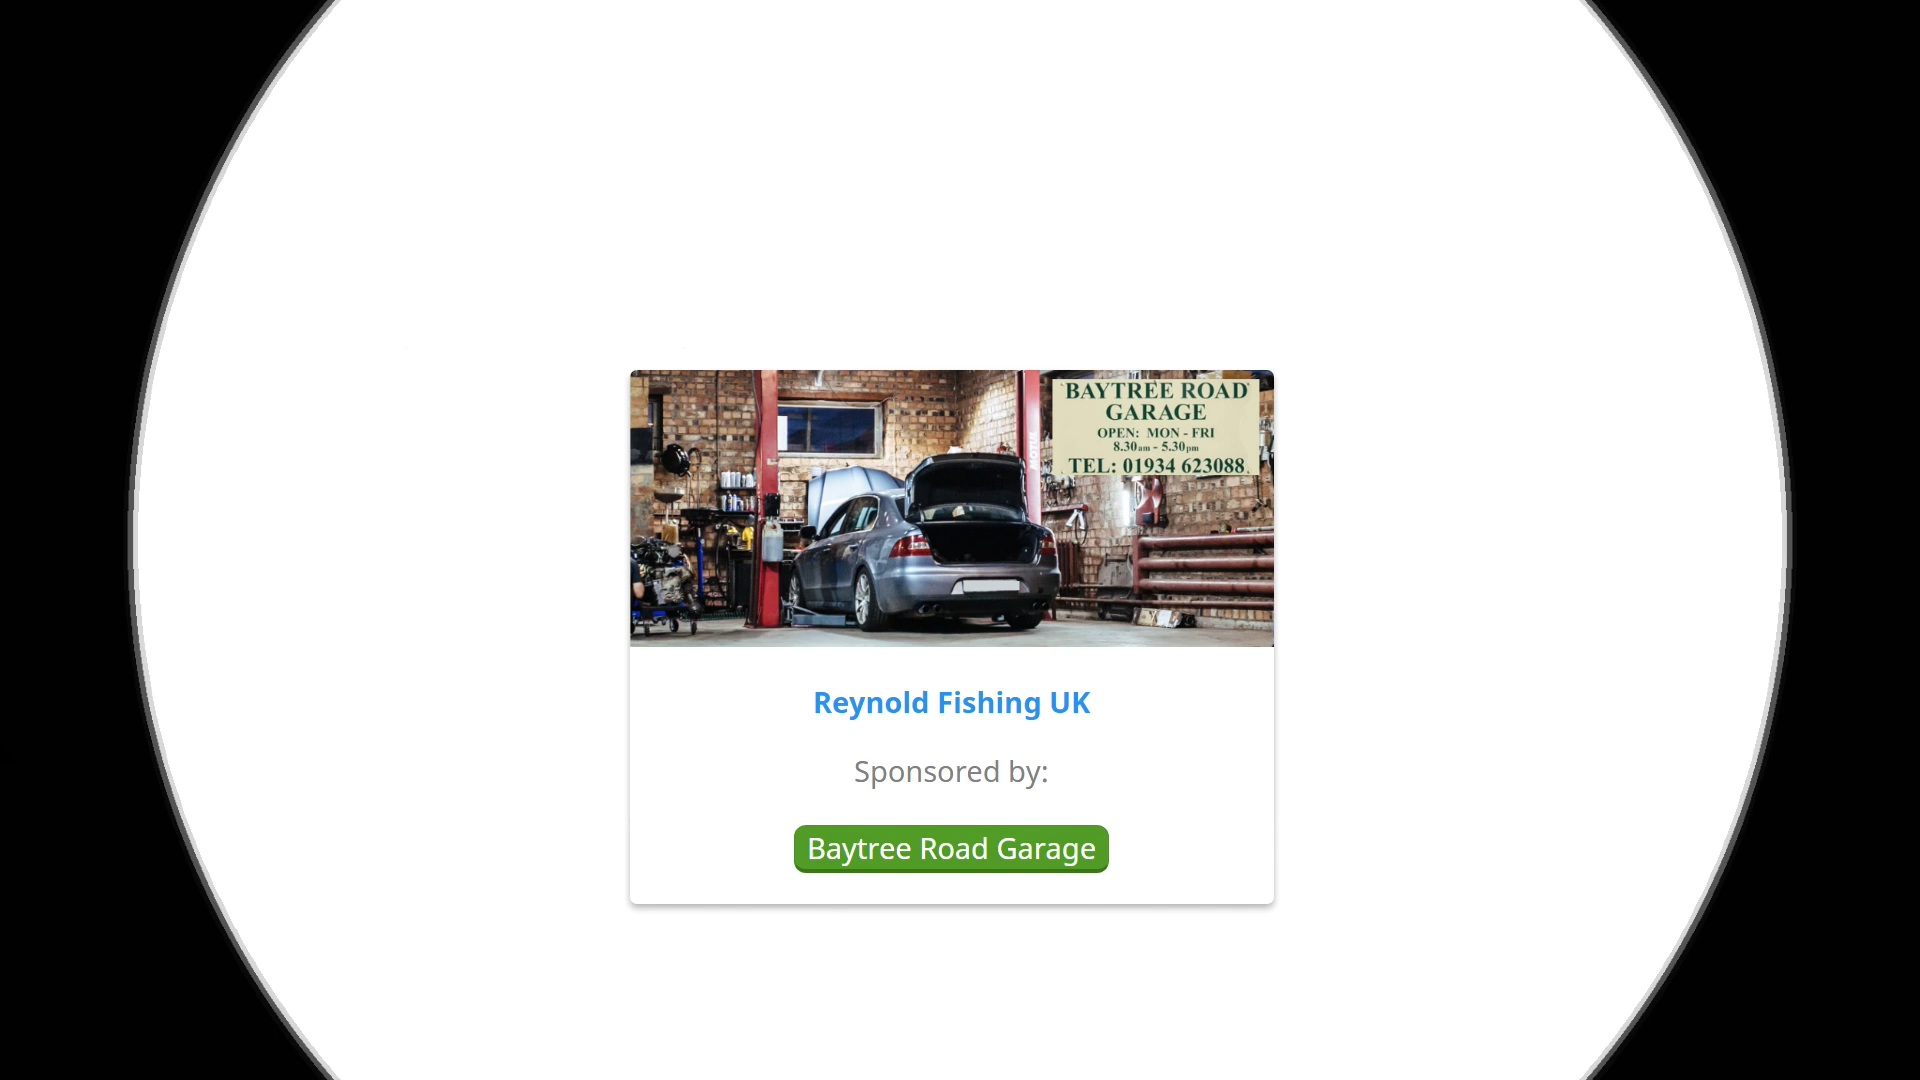 BAYTREE ROAD
GARAGE
OPEN: MON - FRI
8.30am - 5.30pm
TEL: 01934 623088
Reynold Fishing UK
Sponsored by:
Baytree Road Garage